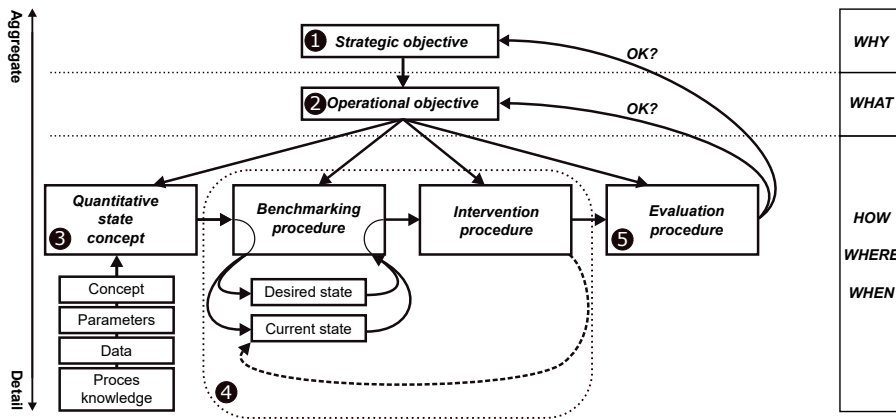 Aggregate
Detail
1
Strategic objective
OK?
WHY
2
Operational objective
OK?
WHAT
Quantitative
state
concept
3
Benchmarking
procedure
Intervention
procedure
Evaluation
procedure
5
HOW
WHERE
WHEN
Concept
Parameters
Data
Proces
knowledge
Desired state
Current state
4